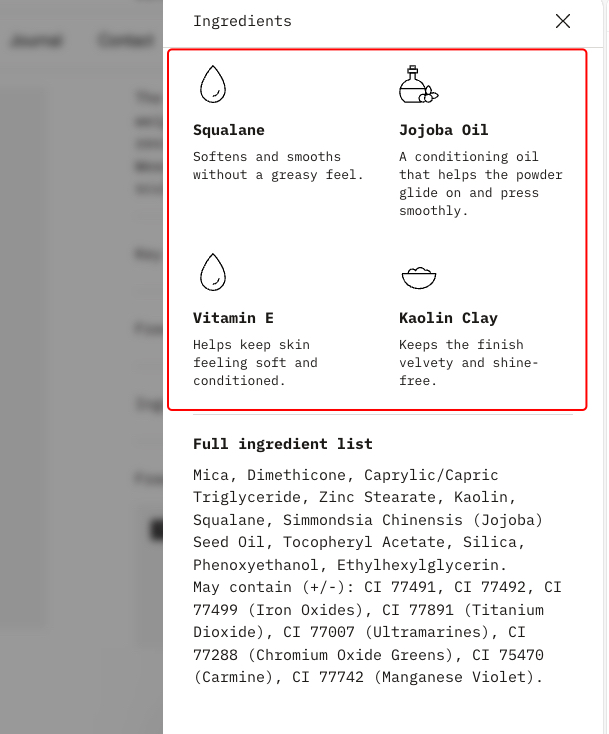 Journal Contact
Ingredients
Squalane
Softens and smooths
without a greasy feel.
Jojoba Oil
A conditioning oil
that helps the powder
glide on and press
smoothly.
Vitamin E
Helps keep skin
feeling soft and
conditioned.
Kaolin Clay
Keeps the finish
velvety and shine-
free.
Full ingredient list
Mica, Dimethicone, Caprylic/Capric
Triglyceride, Zinc Stearate, Kaolin,
Squalane, Simmondsia Chinensis (Jojoba)
Seed Oil, Tocopheryl Acetate, Silica,
Phenoxyethanol, Ethylhexylglycerin.
May contain (+/-): CI 77491, CI 77492, CI
77499 (Iron Oxides), CI 77891 (Titanium
Dioxide), CI 77007 (Ultramarines), CI
77288 (Chromium Oxide Greens), CI 75470
(Carmine), CI 77742 (Manganese Violet).